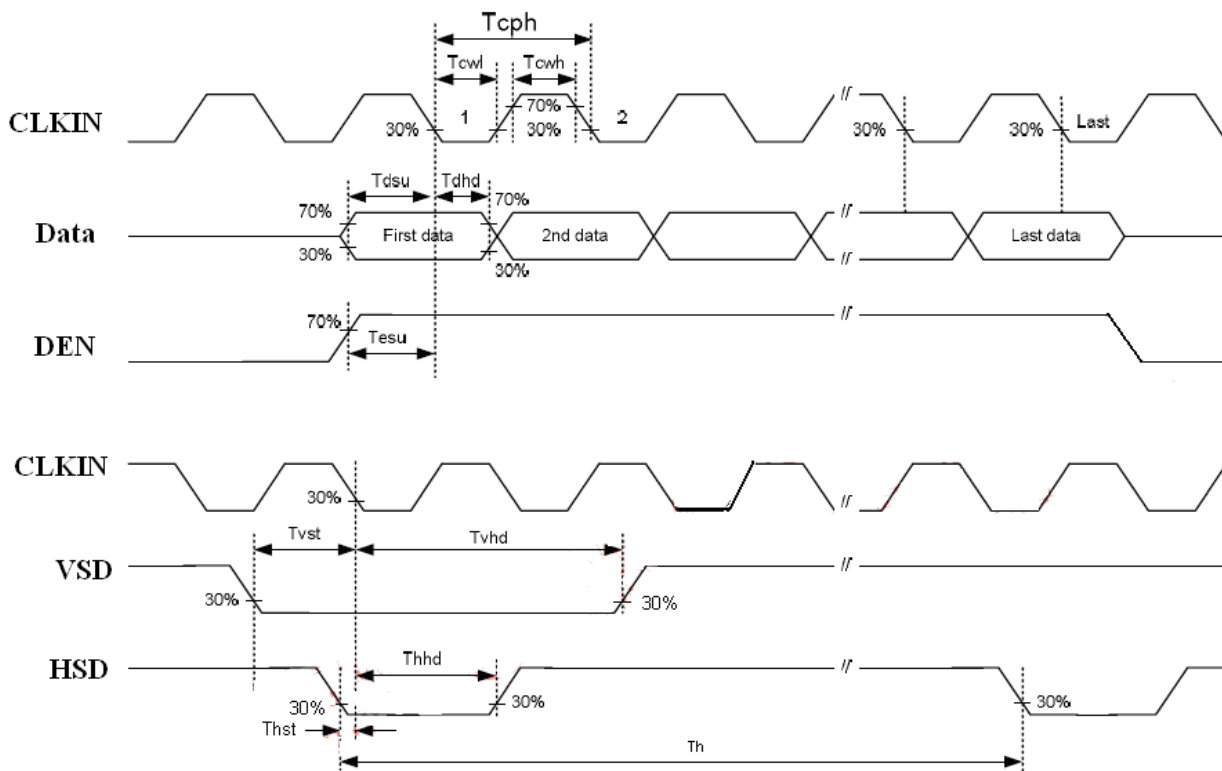 Tcph
Tcwl Tcwh
CLKIN 30% 1 70% 30% 2 30% 30% Last
Tdsu Tdhd
70% 70%
Data First data 2nd data Last data
30% 30%
70%
DEN Tesu
CLKIN
30%
Tvst Tvhd
VSD
30% 30%
HSD Thhd
30% 30% 30%
Thst
Th